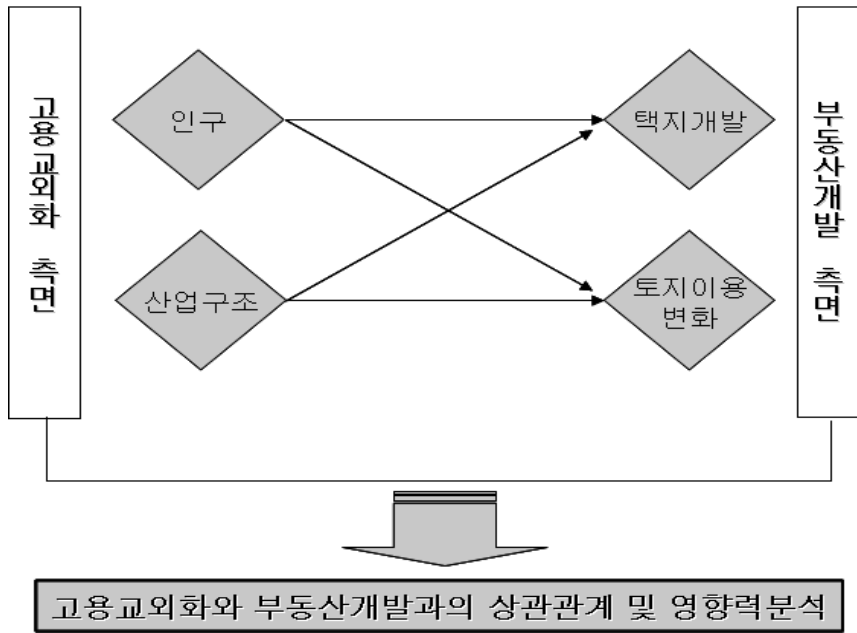 고용교외화 측면
인구
택지개발
산업구조
토지이용
변화
부동산개발 측면
고용교외화와 부동산개발과의 상관관계 및 영향력분석